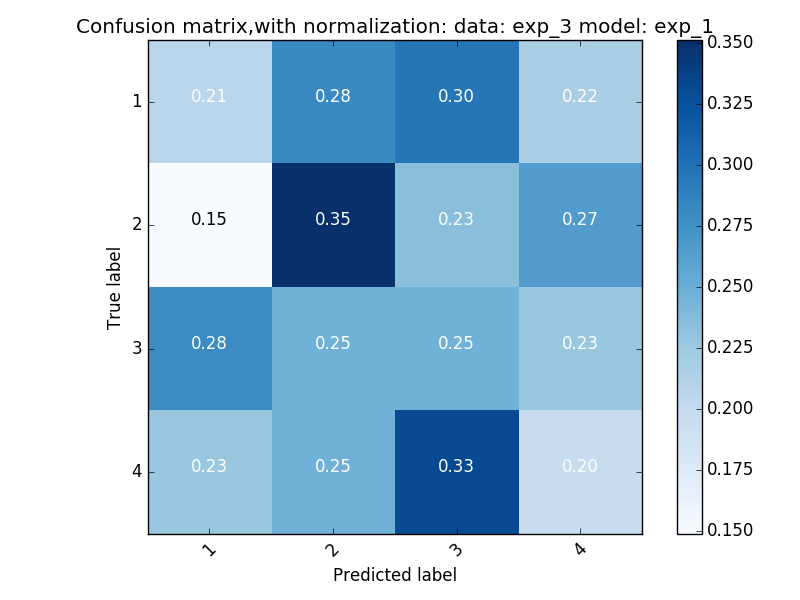 Confusion matrix,with normalization: data: exp_3 model: exp_1
True label
1 0.21 0.28 0.30 0.22
2 0.15 0.35 0.23 0.27
3 0.28 0.25 0.25 0.23
4 0.23 0.25 0.33 0.20
1 2 3 4
Predicted label
0.350
0.325
0.300
0.275
0.250
0.225
0.200
0.175
0.150